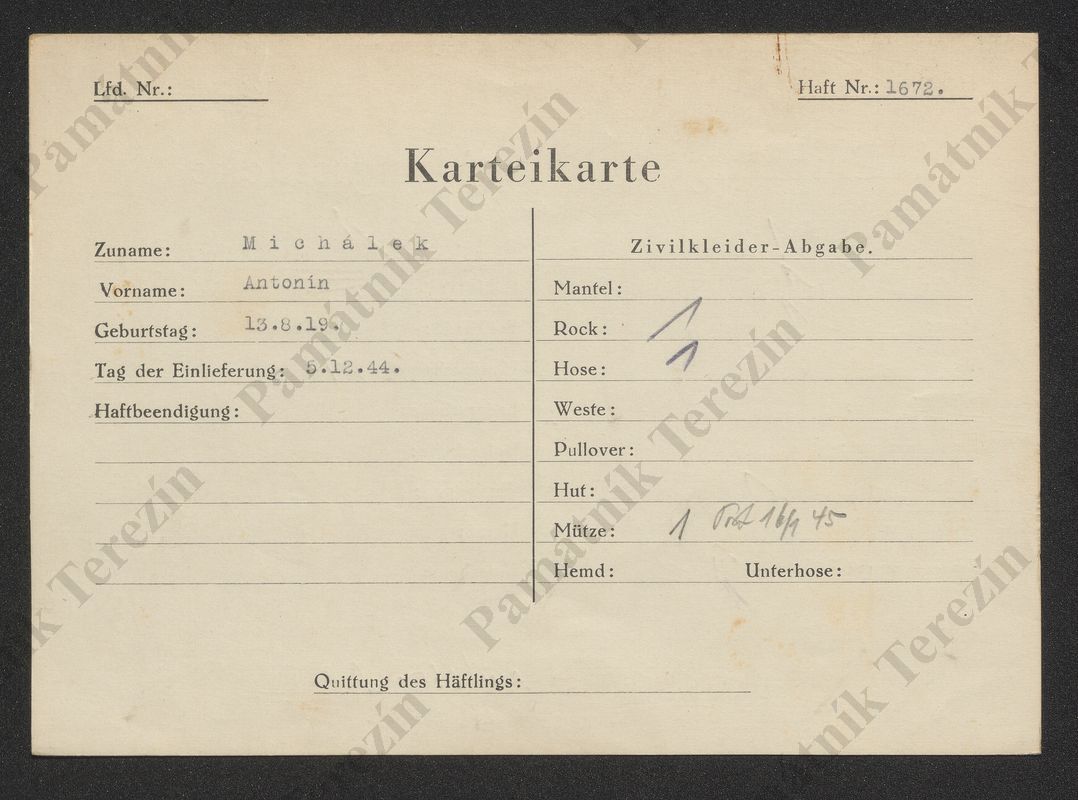 Lfd. Nr.:
Haft Nr.: 1672.
Karteikarte
Zuname: Michálek
Vorname: Antonín
Geburtstag: 13.8.19.
Tag der Einlieferung: 5.12.44.
Haftbeendigung:
Zivilkleider-Abgabe.
Mantel:
Rock: 1
Hose: 1
Weste:
Pullover:
Hut:
Mütze: 1 45
Hemd: Unterhose:
Quittung des Häftlings:
Památník Terezín